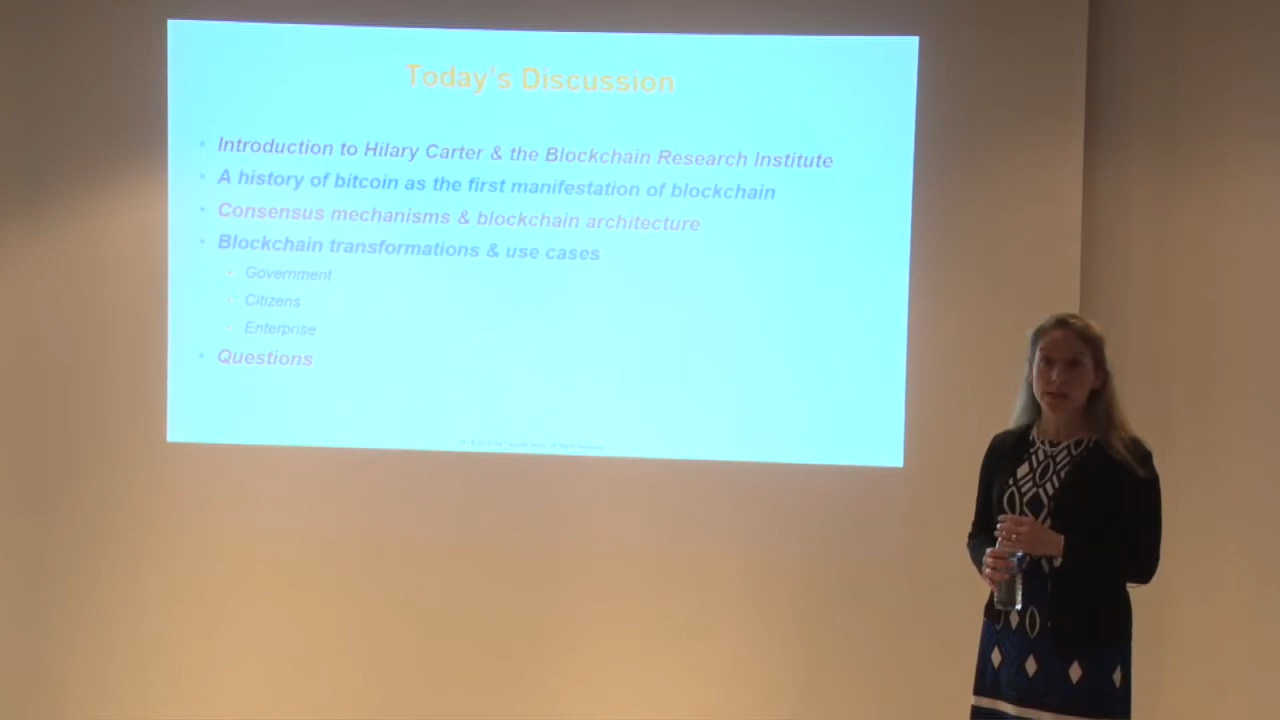 Today's Discussion
Introduction to Hilary Carter & the Blockchain Research Institute
A history of bitcoin as the first manifestation of blockchain
Consensus mechanisms & blockchain architecture
Blockchain transformations & use cases
Government
Citizens
Enterprise
Questions